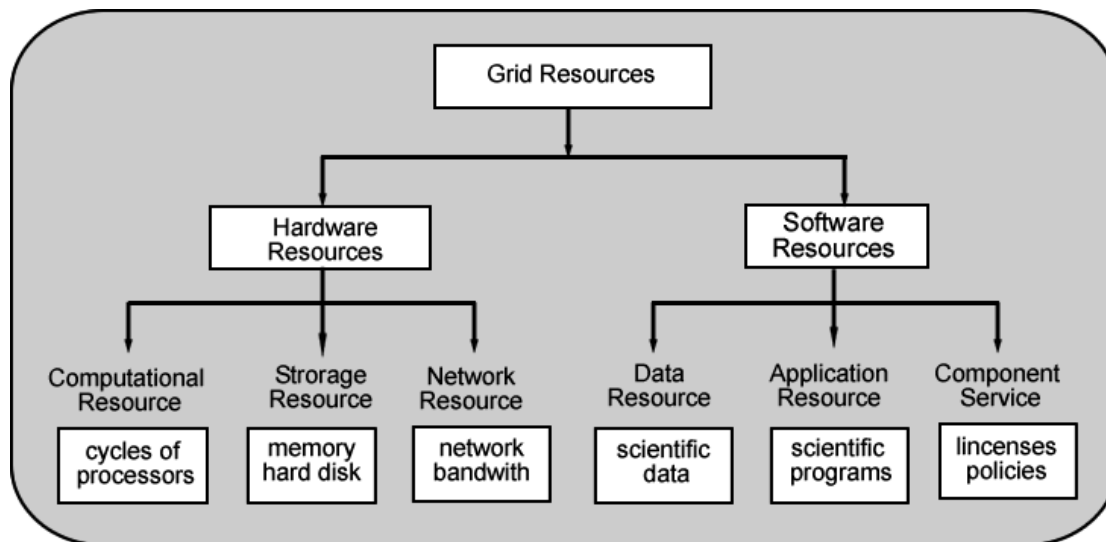 Grid Resources
Hardware
Resources
Software
Resources
Computational
Resource
Strorage
Resource
Network
Resource
Data
Resource
Application
Resource
Component
Service
cycles of
processors
memory
hard disk
network
bandwith
scientific
data
scientific
programs
lincenses
policies